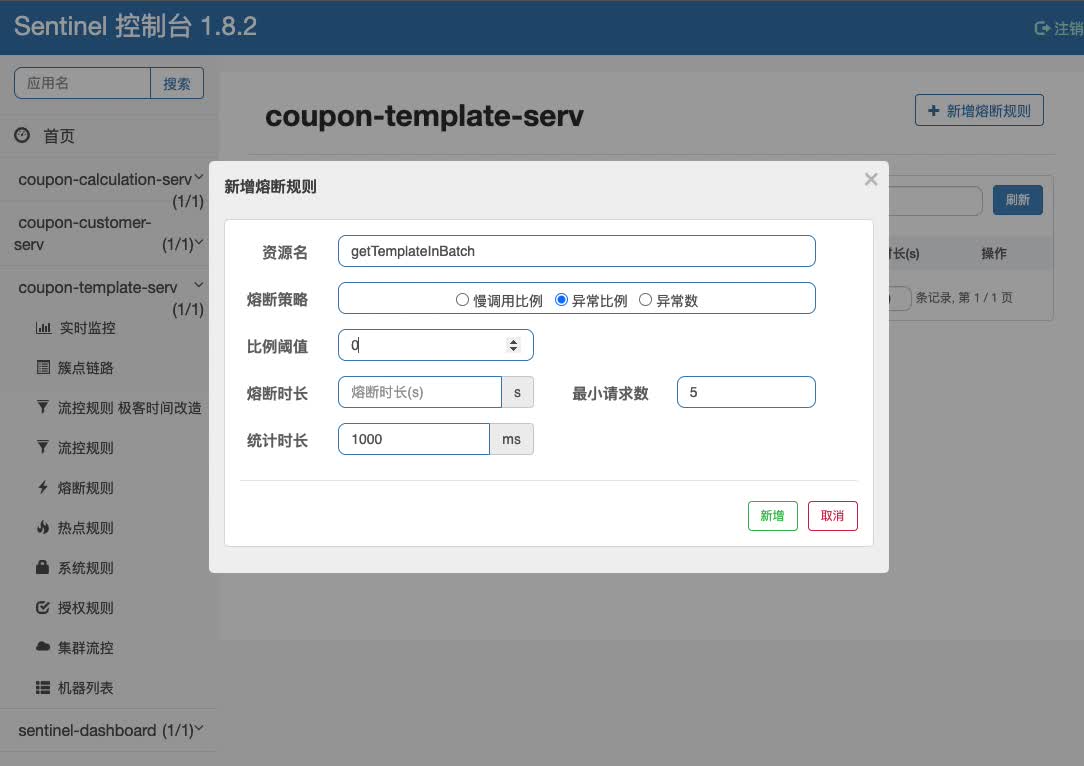 Sentinel 控制台 1.8.2
注销
应用名
搜索
首页
coupon-calculation-serv
(1/1)
coupon-customer-
serv (1/1)
coupon-template-serv
(1/1)
实时监控
簇点链路
流控规则 极客时间改造
流控规则
熔断规则
热点规则
系统规则
授权规则
集群流控
机器列表
sentinel-dashboard (1/1)
coupon-template-serv
新增熔断规则
刷新
时长(s)
操作
条记录, 第 1 / 1 页
新增熔断规则
×
资源名 getTemplateInBatch
熔断策略 慢调用比例 异常比例 异常数
比例阈值 0
熔断时长 熔断时长(s) s 最小请求数 5
统计时长 1000 ms
新增 取消